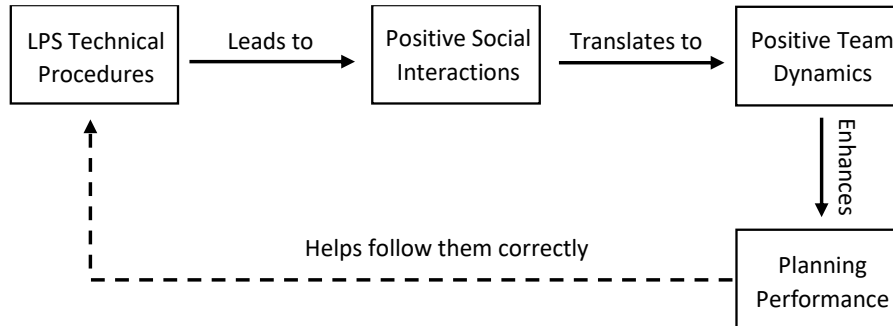 LPS Technical
Procedures
Leads to
Positive Social
Interactions
Translates to
Positive Team
Dynamics
Enhances
Helps follow them correctly
Planning
Performance